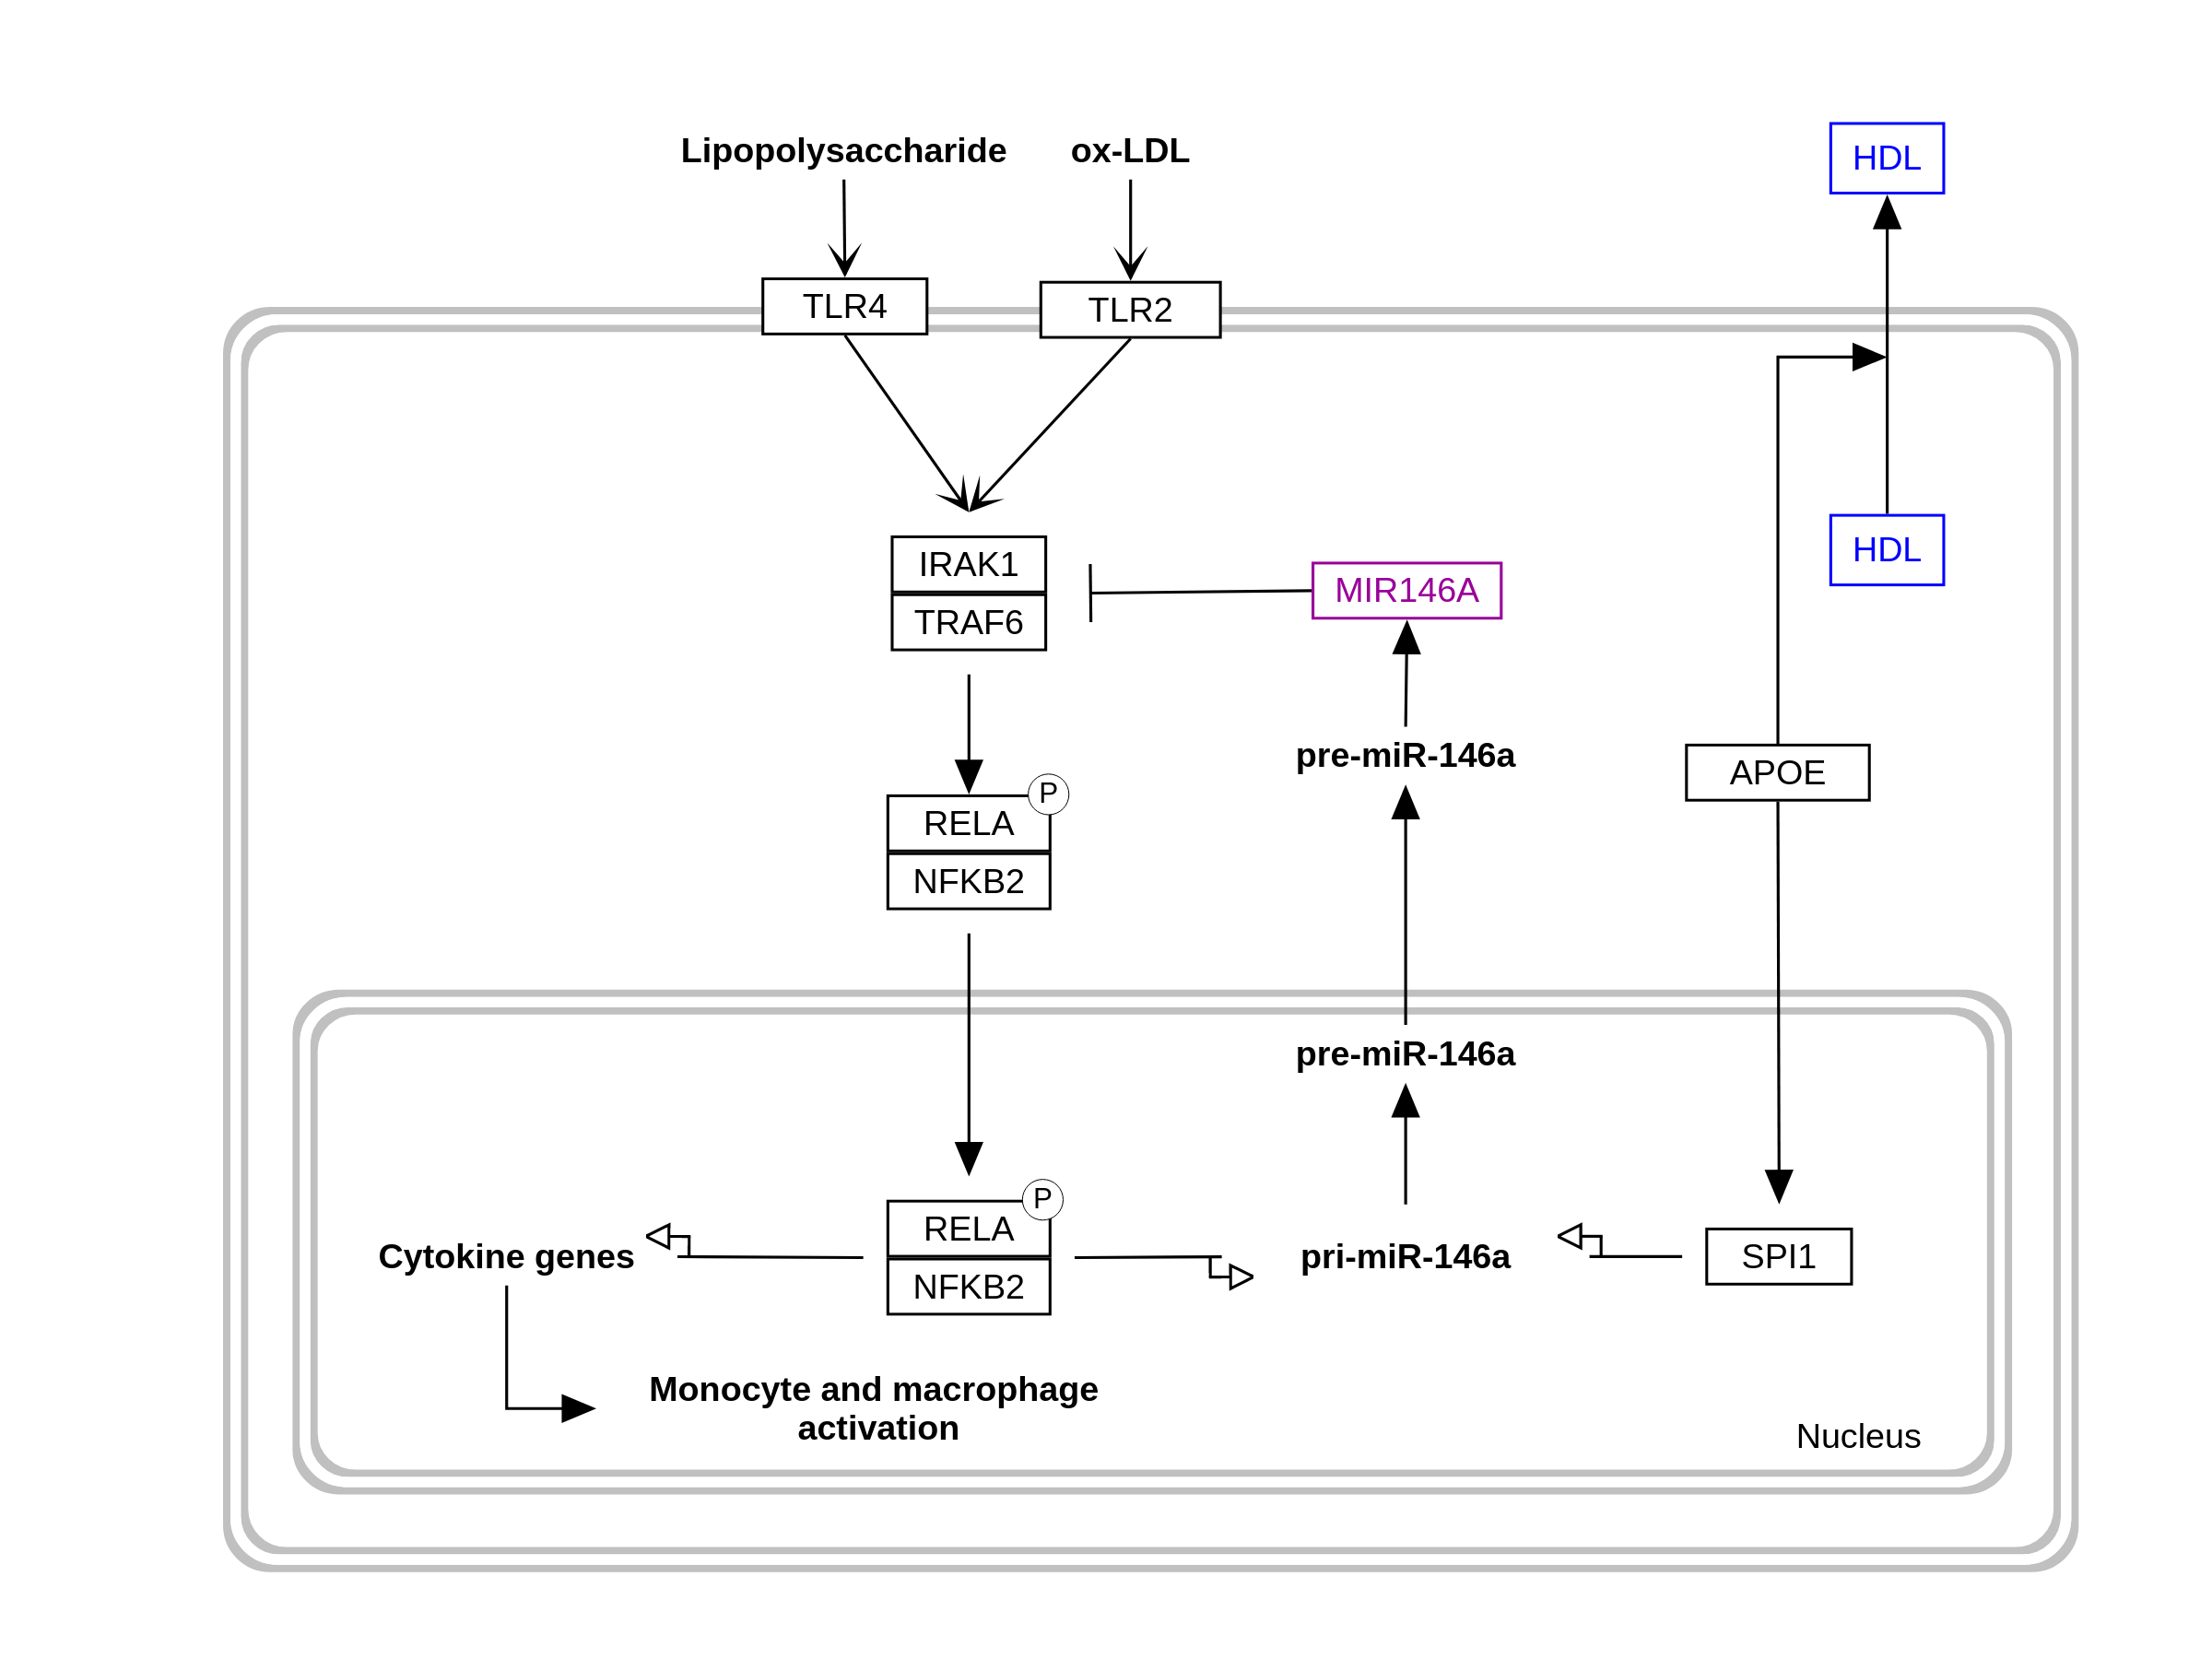 Lipopolysaccharide
ox-LDL
HDL
TLR4
TLR2
IRAK1
TRAF6
MIR146A
HDL
pre-miR-146a
APOE
P
RELA
NFKB2
pre-miR-146a
P
RELA
NFKB2
Cytokine genes
pri-miR-146a
SPI1
Monocyte and macrophage
activation
Nucleus